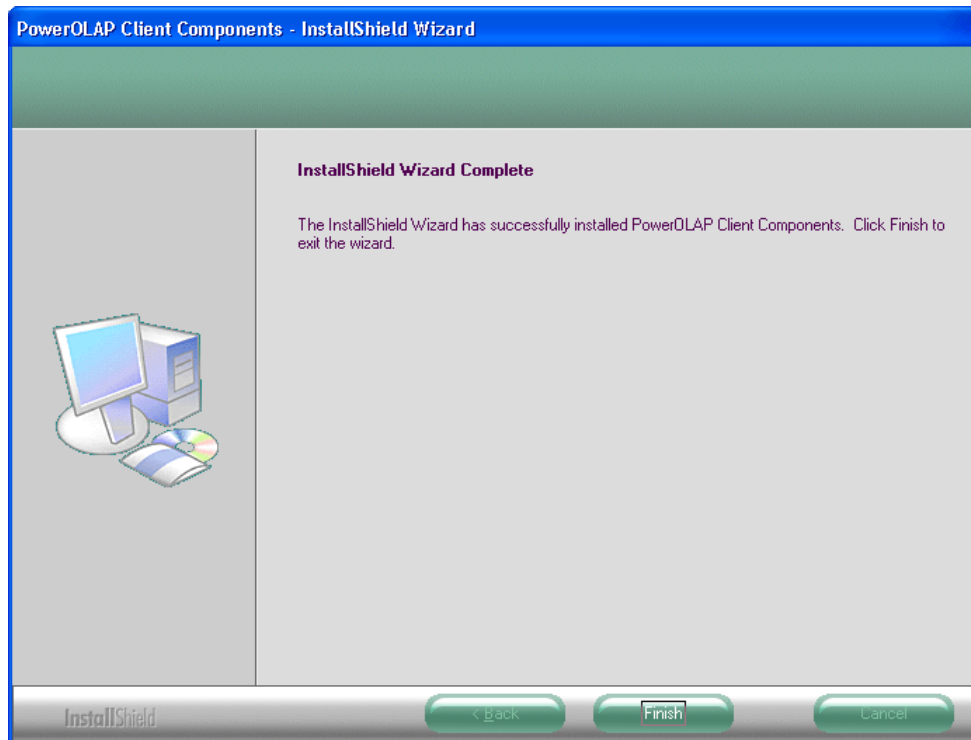 PowerOLAP Client Components - InstallShield Wizard
InstallShield Wizard Complete
The InstallShield Wizard has successfully installed PowerOLAP Client Components. Click Finish to
exit the wizard.
InstallShield
< Back
Finish
Cancel